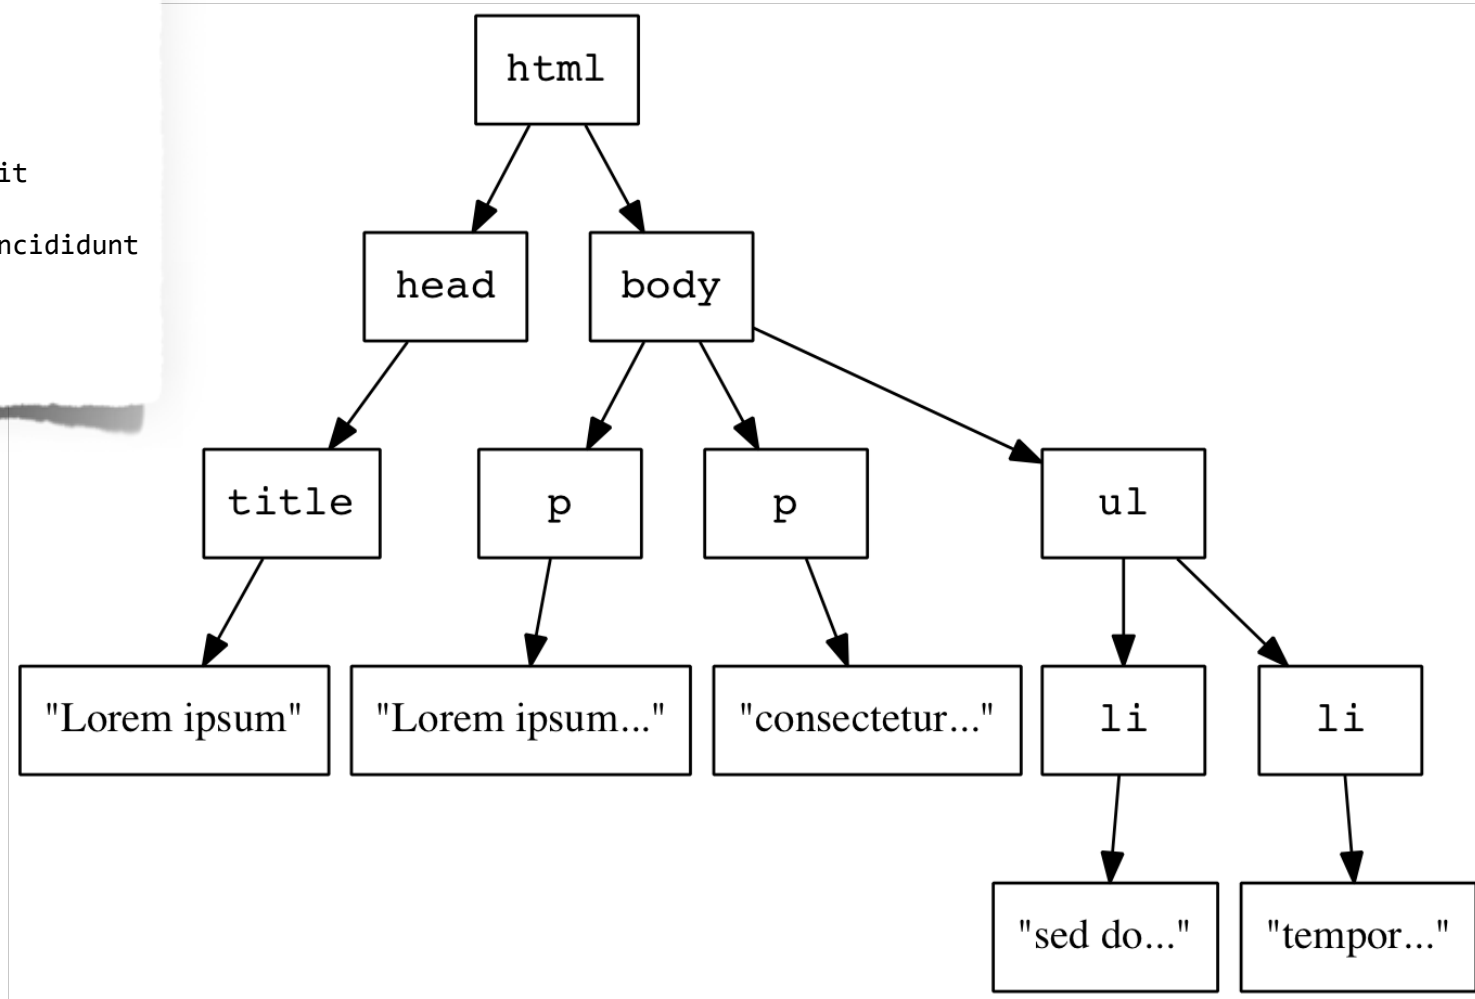 html
it
ncididunt
head body
title p p ul
"Lorem ipsum" "Lorem ipsum..." "consectetur..." li li
"sed do..." "tempor..."